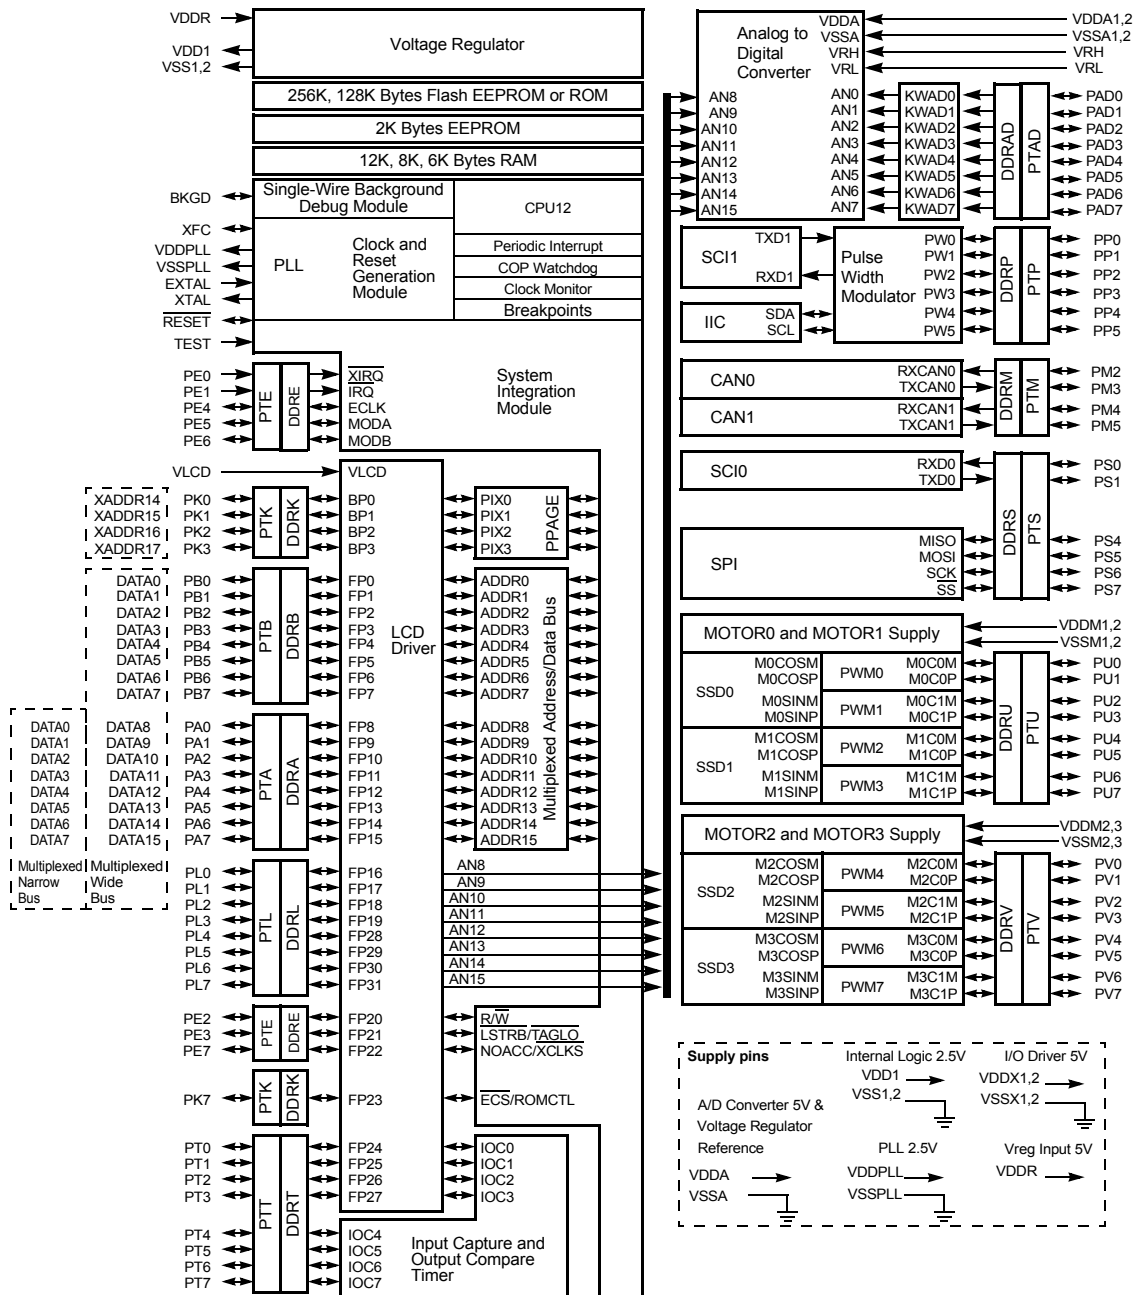 VDDR
VDD1
VSS1,2
Voltage Regulator
256K, 128K Bytes Flash EEPROM or ROM
2K Bytes EEPROM
12K, 8K, 6K Bytes RAM
BKGD
XFC
VDDPLL
VSSPLL
EXTAL
XTAL
RESET
TEST
Single-Wire Background
Debug Module
CPU12
PLL
Clock and
Reset
Generation
Module
Periodic Interrupt
COP Watchdog
Clock Monitor
Breakpoints
System
Integration
Module
PE0
PE1
PE4
PE5
PE6
PTE
DDRE
XIRQ
IRQ
ECLK
MODA
MODB
VLCD
VLCD
XADDR14
XADDR15
XADDR16
XADDR17
PK0
PK1
PK2
PK3
PTK
DDRK
BP0
BP1
BP2
BP3
PIX0
PIX1
PIX2
PIX3
PPAGE
DATA0
DATA1
DATA2
DATA3
DATA4
DATA5
DATA6
DATA7
PB0
PB1
PB2
PB3
PB4
PB5
PB6
PB7
PTB
DDRB
FP0
FP1
FP2
FP3
FP4
FP5
FP6
FP7
LCD
Driver
ADDR0
ADDR1
ADDR2
ADDR3
ADDR4
ADDR5
ADDR6
ADDR7
Multiplexed Address/Data Bus
DATA0
DATA1
DATA2
DATA3
DATA4
DATA5
DATA6
DATA7
Multiplexed
Narrow
Bus
DATA8
DATA9
DATA10
DATA11
DATA12
DATA13
DATA14
DATA15
Multiplexed
Wide
Bus
PA0
PA1
PA2
PA3
PA4
PA5
PA6
PA7
PTA
DDRA
FP8
FP9
FP10
FP11
FP12
FP13
FP14
FP15
ADDR8
ADDR9
ADDR10
ADDR11
ADDR12
ADDR13
ADDR14
ADDR15
PL0
PL1
PL2
PL3
PL4
PL5
PL6
PL7
PTL
DDRL
FP16
FP17
FP18
FP19
FP28
FP29
FP30
FP31
AN8
AN9
AN10
AN11
AN12
AN13
AN14
AN15
PE2
PE3
PE7
PTE
DDRE
FP20
FP21
FP22
R/W
LSTRB/TAGLO
NOACC/XCLKS
PK7
PTK
DDRK
FP23
ECS/ROMCTL
PT0
PT1
PT2
PT3
PT4
PT5
PT6
PT7
PTT
DDRT
FP24
FP25
FP26
FP27
IOC0
IOC1
IOC2
IOC3
IOC4
IOC5
IOC6
IOC7
Input Capture and
Output Compare
Timer
Analog to
Digital
Converter
VDDA
VSSA
VRH
VRL
VDDA1,2
VSSA1,2
VRH
VRL
AN8
AN9
AN10
AN11
AN12
AN13
AN14
AN15
AN0
AN1
AN2
AN3
AN4
AN5
AN6
AN7
KWAD0
KWAD1
KWAD2
KWAD3
KWAD4
KWAD5
KWAD6
KWAD7
DDRAD
PTAD
PAD0
PAD1
PAD2
PAD3
PAD4
PAD5
PAD6
PAD7
SCI1
TXD1
RXD1
IIC
SDA
SCL
Pulse
Width
Modulator
PW0
PW1
PW2
PW3
PW4
PW5
DDRP
PTP
PP0
PP1
PP2
PP3
PP4
PP5
CAN0
RXCAN0
TXCAN0
CAN1
RXCAN1
TXCAN1
DDRM
PTM
PM2
PM3
PM4
PM5
SCI0
RXD0
TXD0
SPI
MISO
MOSI
SCK
SS
DDRS
PTS
PS0
PS1
PS4
PS5
PS6
PS7
MOTOR0 and MOTOR1 Supply
VDDM1,2
VSSM1,2
SSD0
M0COSM
M0COSP
M0SINM
M0SINP
PWM0
PWM1
M0C0M
M0C0P
M0C1M
M0C1P
SSD1
M1COSM
M1COSP
M1SINM
M1SINP
PWM2
PWM3
M1C0M
M1C0P
M1C1M
M1C1P
DDRU
PTU
PU0
PU1
PU2
PU3
PU4
PU5
PU6
PU7
MOTOR2 and MOTOR3 Supply
VDDM2,3
VSSM2,3
SSD2
M2COSM
M2COSP
M2SINM
M2SINP
PWM4
PWM5
M2C0M
M2C0P
M2C1M
M2C1P
SSD3
M3COSM
M3COSP
M3SINM
M3SINP
PWM6
PWM7
M3C0M
M3C0P
M3C1M
M3C1P
DDRV
PTV
PV0
PV1
PV2
PV3
PV4
PV5
PV6
PV7
Supply pins
Internal Logic 2.5V
VDD1
VSS1,2
I/O Driver 5V
VDDX1,2
VSSX1,2
A/D Converter 5V &
Voltage Regulator
Reference
VDDA
VSSA
PLL 2.5V
VDDPLL
VSSPLL
Vreg Input 5V
VDDR